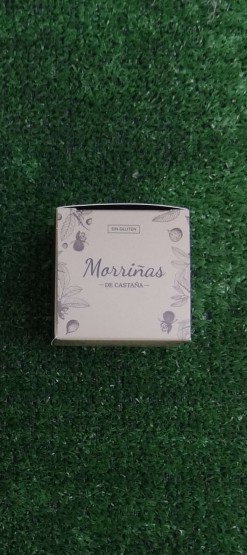 SIN GLUTEN
Morriñas
DE CASTAÑA